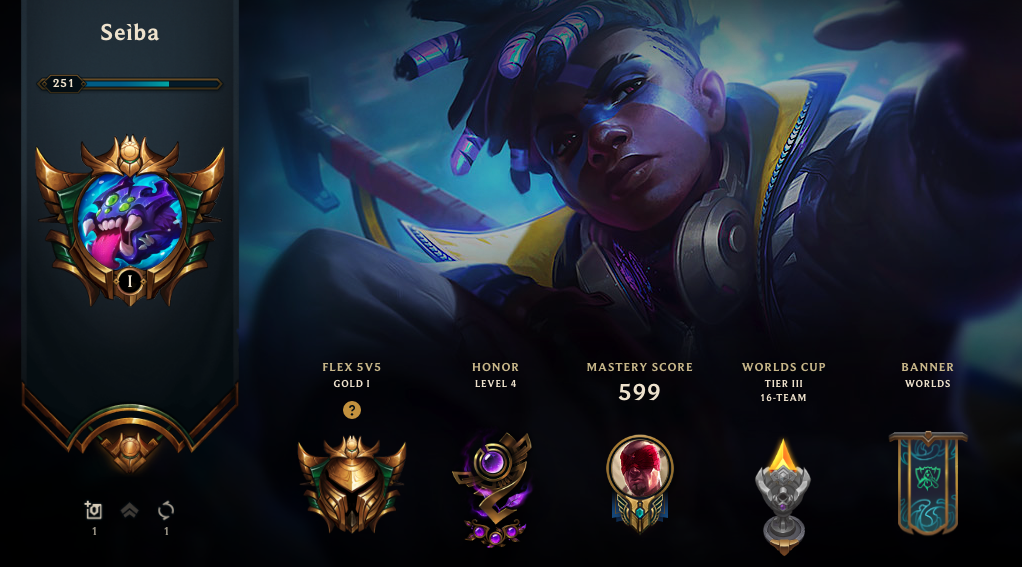 Seìba
251
I
FLEX 5V5
GOLD I
?
HONOR
LEVEL 4
MASTERY SCORE
599
WORLDS CUP
TIER III
16-TEAM
BANNER
WORLDS
1
1